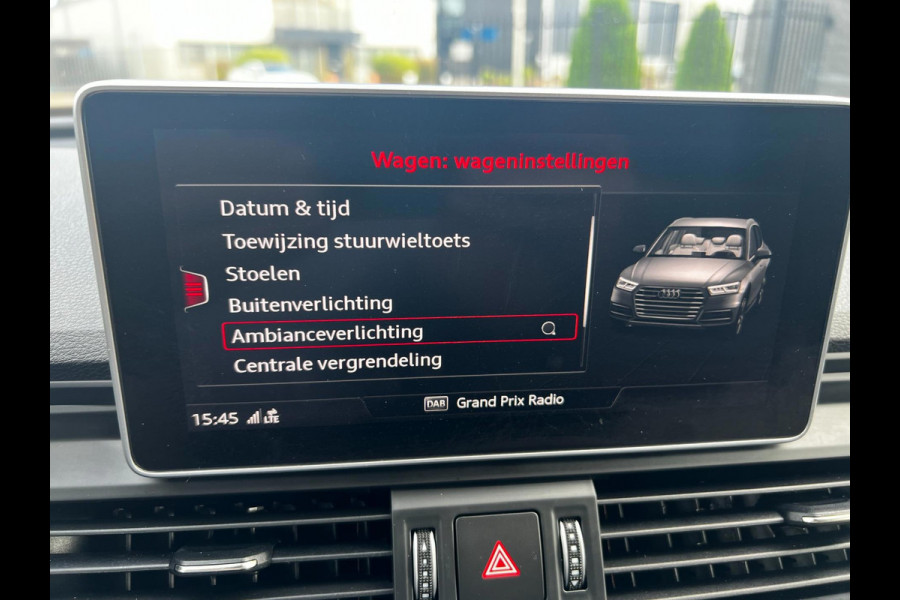 Wagen: wageninstellingen
Datum & tijd
Toewijzing stuurwieltoets
Stoelen
Buitenverlichting
Ambianceverlichting
Centrale vergrendeling
15:45 LTE
DAB Grand Prix Radio